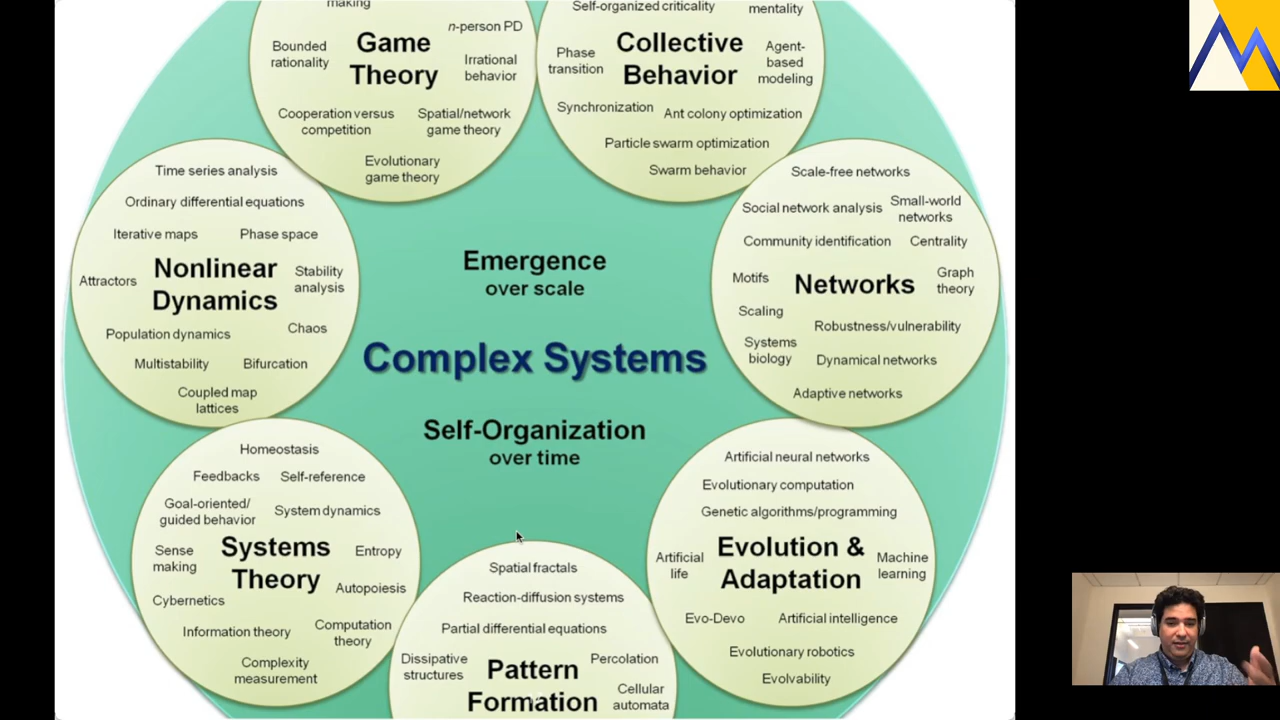 making
n-person PD
Bounded
rationality
Game
Theory
Irrational
behavior
Cooperation versus
competition
Spatial/network
game theory
Evolutionary
game theory
Self-organized criticality
mentality
Phase
transition
Collective
Behavior
Agent-
based
modeling
Synchronization
Ant colony optimization
Particle swarm optimization
Swarm behavior
Time series analysis
Ordinary differential equations
Iterative maps
Phase space
Attractors
Nonlinear
Dynamics
Stability
analysis
Population dynamics
Chaos
Multistability
Bifurcation
Coupled map
lattices
Emergence
over scale
Complex Systems
Self-Organization
over time
Scale-free networks
Social network analysis
Small-world
networks
Community identification
Centrality
Motifs
Networks
Graph
theory
Scaling
Robustness/vulnerability
Systems
biology
Dynamical networks
Adaptive networks
Homeostasis
Feedbacks
Self-reference
Goal-oriented/
guided behavior
System dynamics
Sense
making
Systems
Theory
Entropy
Autopoiesis
Cybernetics
Information theory
Computation
theory
Complexity
measurement
Spatial fractals
Reaction-diffusion systems
Partial differential equations
Dissipative
structures
Pattern
Formation
Percolation
Cellular
automata
Artificial neural networks
Evolutionary computation
Genetic algorithms/programming
Artificial
life
Evolution &
Adaptation
Machine
learning
Evo-Devo
Artificial intelligence
Evolutionary robotics
Evolvability